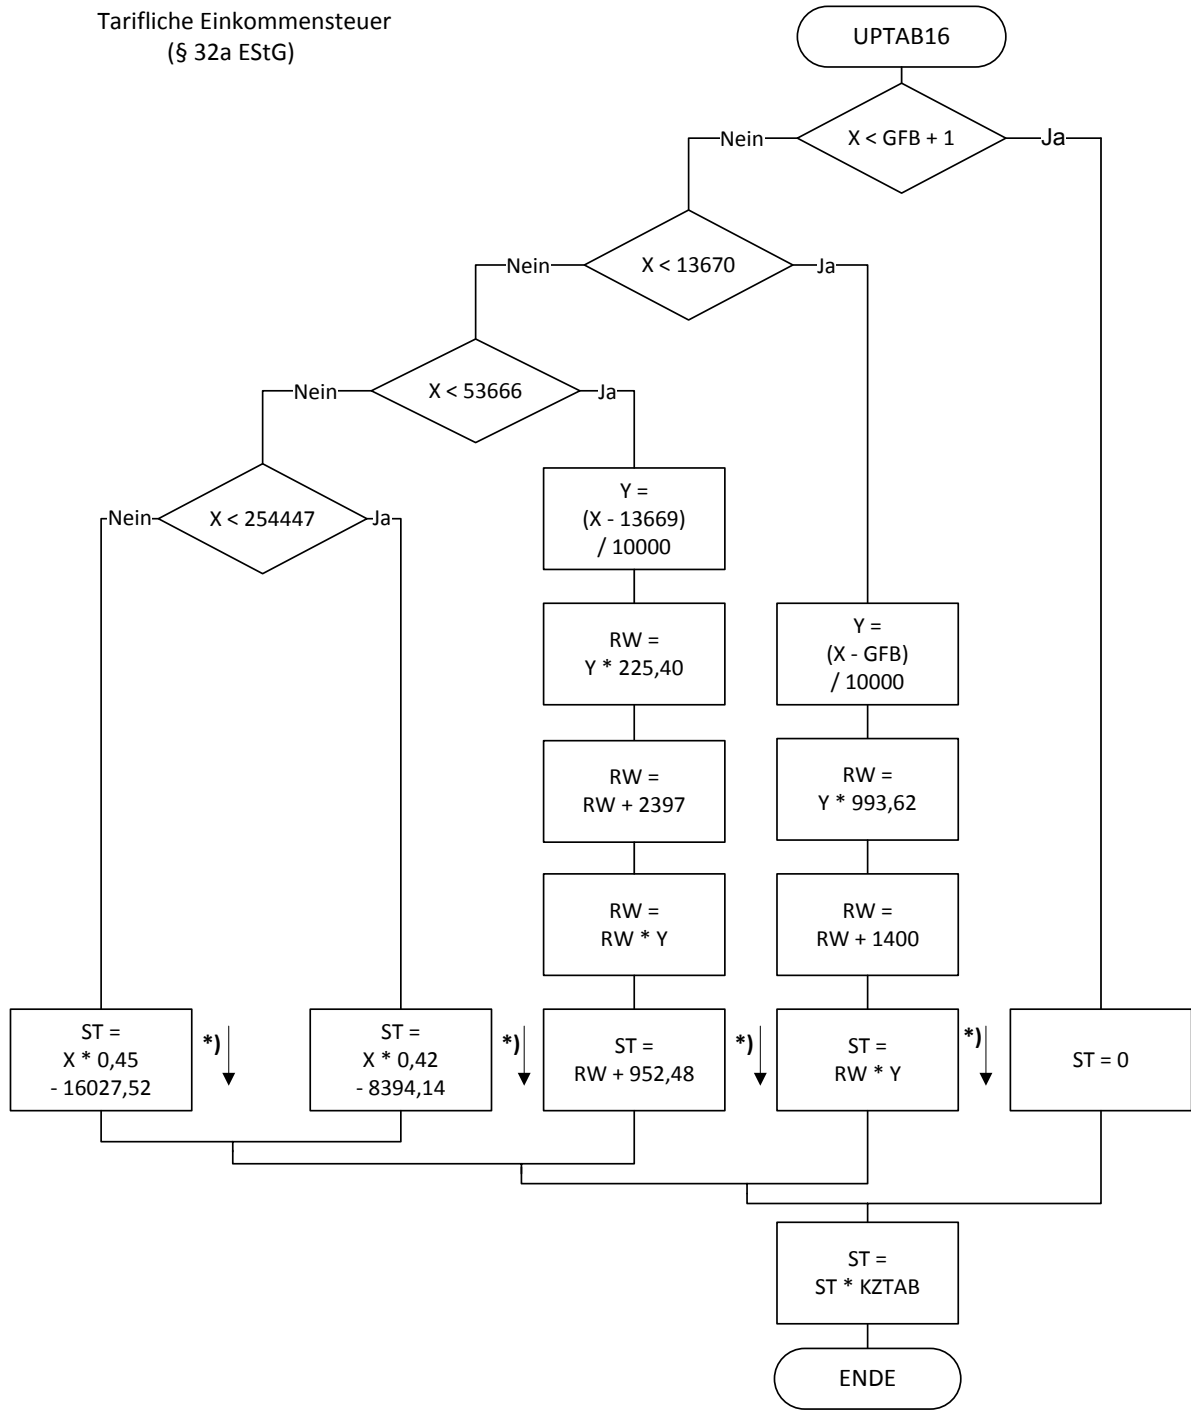 Tarifliche Einkommensteuer
(§ 32a EStG)
UPTAB16
X < GFB + 1
Nein
Ja
X < 13670
Nein
Ja
X < 53666
Nein
Ja
X < 254447
Nein
Ja
Y =
(X - 13669)
/ 10000
RW =
Y * 225,40
RW =
RW + 2397
RW =
RW * Y
Y =
(X - GFB)
/ 10000
RW =
Y * 993,62
RW =
RW + 1400
ST =
X * 0,45
- 16027,52
*)
ST =
X * 0,42
- 8394,14
*)
ST =
RW + 952,48
*)
ST =
RW * Y
*)
ST = 0
ST =
ST * KZTAB
ENDE